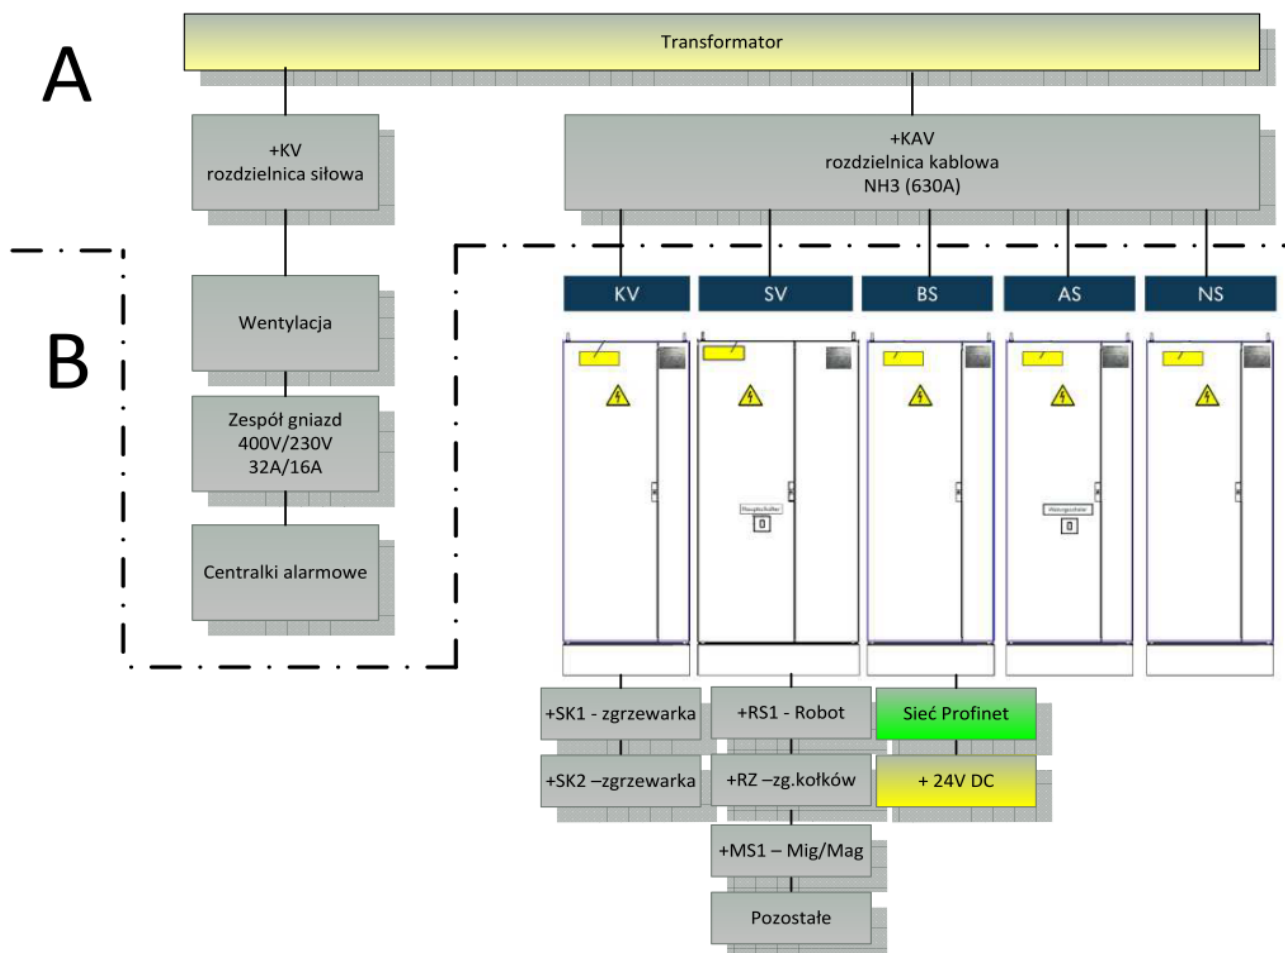 A
Transformator
+KV
rozdzielnica siłowa
+KAV
rozdzielnica kablowa
NH3 (630A)
B
Wentylacja
Zespół gniazd
400V/230V
32A/16A
Centralki alarmowe
KV
SV
BS
AS
NS
Hauptschalter
+SK1 - zgrzewarka
+SK2 –zgrzewarka
+RS1 - Robot
+RZ –zg.kołków
+MS1 – Mig/Mag
Pozostałe
Sieć Profinet
+ 24V DC